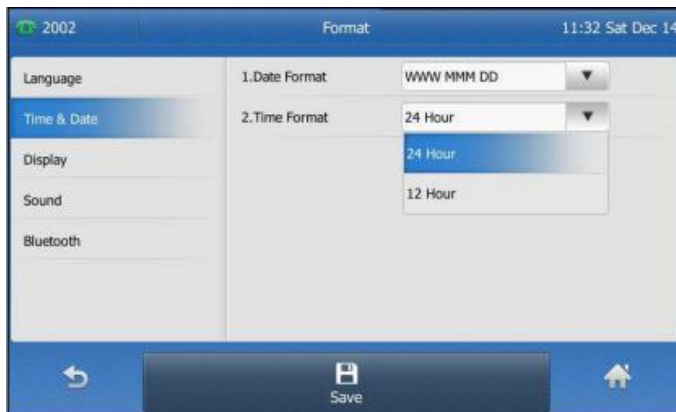 2002 Format 11:32 Sat Dec 14
Language
Time & Date
Display
Sound
Bluetooth
1.Date Format WWW MMM DD
2.Time Format 24 Hour
24 Hour
12 Hour
Save